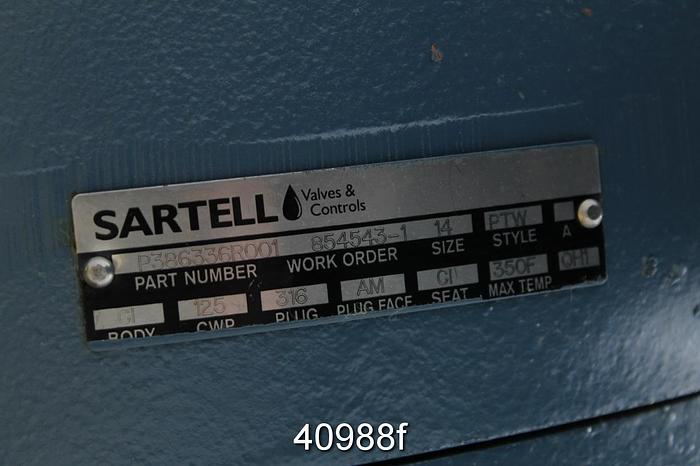 SARTELL Valves & Controls
P386336R001 854543-1 14 PTW
PART NUMBER WORK ORDER SIZE STYLE A
CI 125 316 AM CI 350F OH1
BODY CWP PLUG PLUG FACE SEAT MAX TEMP
40988f